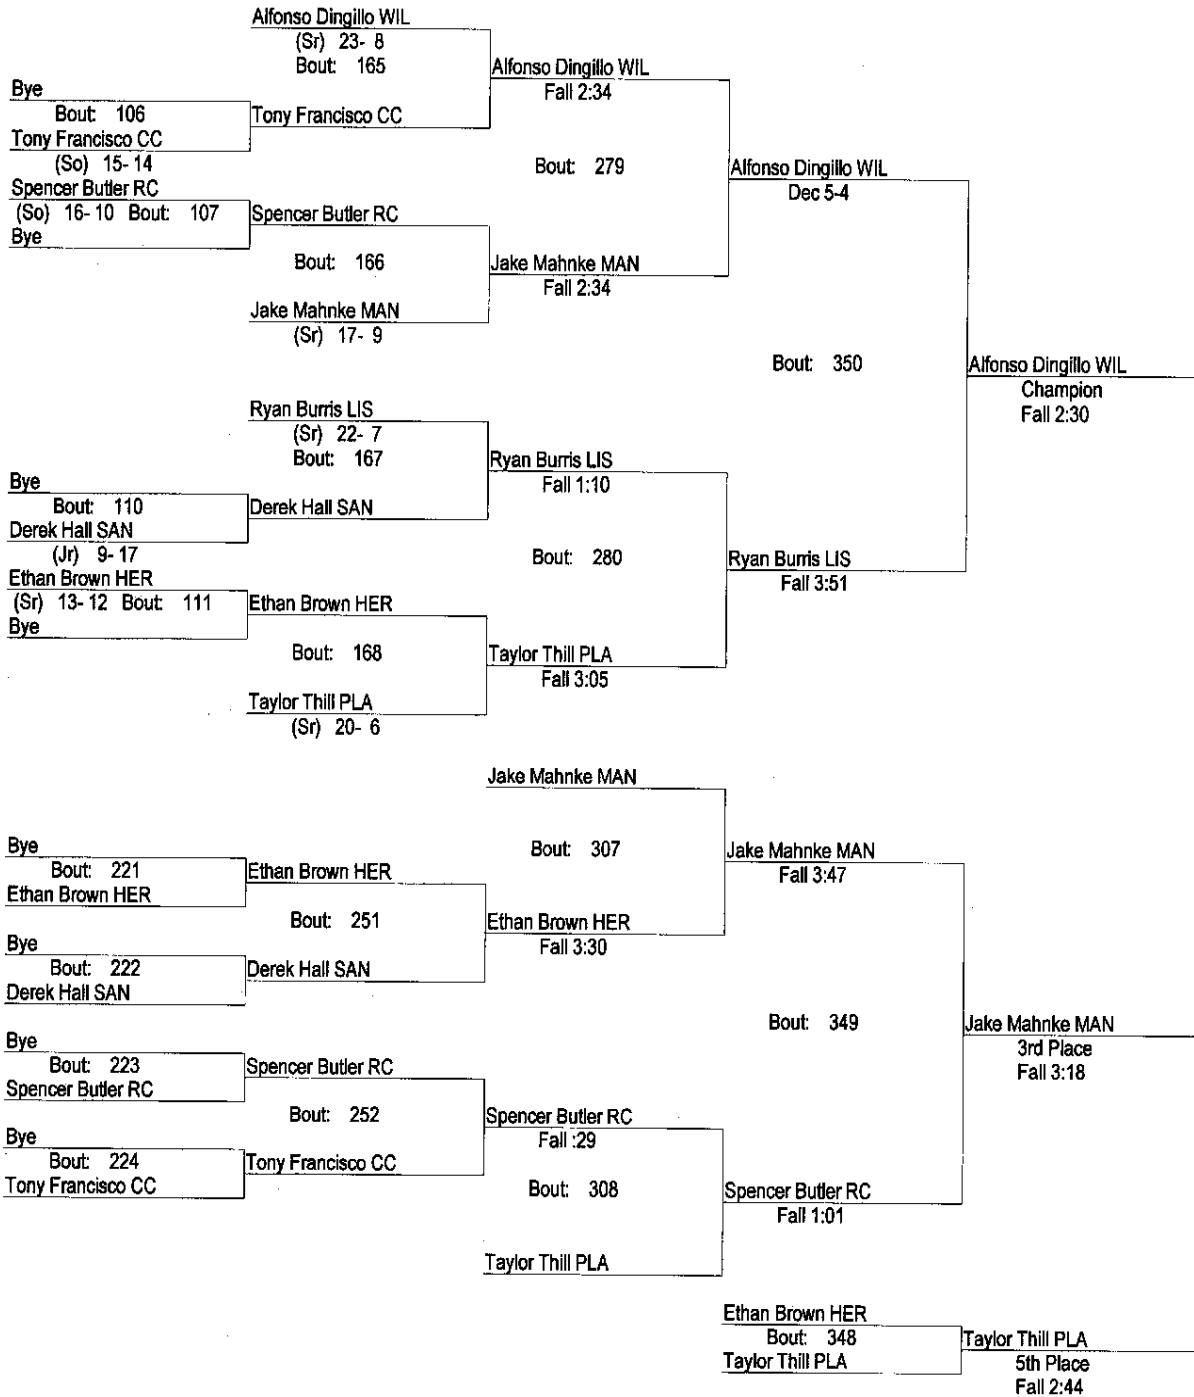 Alfonso Dingillo WIL
(Sr) 23- 8
Bout: 165
Alfonso Dingillo WIL
Fall 2:34
Bye
Bout: 106
Tony Francisco CC
Tony Francisco CC
(So) 15- 14
Bout: 279
Alfonso Dingillo WIL
Dec 5-4
Spencer Butler RC
(So) 16- 10 Bout: 107
Spencer Butler RC
Bye
Bout: 166
Jake Mahnke MAN
Fall 2:34
Jake Mahnke MAN
(Sr) 17- 9
Bout: 350
Alfonso Dingillo WIL
Champion
Fall 2:30
Ryan Burris LIS
(Sr) 22- 7
Bout: 167
Ryan Burris LIS
Fall 1:10
Bye
Bout: 110
Derek Hall SAN
Derek Hall SAN
(Jr) 9- 17
Bout: 280
Ryan Burris LIS
Fall 3:51
Ethan Brown HER
(Sr) 13- 12 Bout: 111
Ethan Brown HER
Bye
Bout: 168
Taylor Thill PLA
Fall 3:05
Taylor Thill PLA
(Sr) 20- 6
Jake Mahnke MAN
Bout: 307
Jake Mahnke MAN
Fall 3:47
Bye
Bout: 221
Ethan Brown HER
Ethan Brown HER
Bout: 251
Ethan Brown HER
Fall 3:30
Bye
Bout: 222
Derek Hall SAN
Derek Hall SAN
Bout: 349
Jake Mahnke MAN
3rd Place
Fall 3:18
Bye
Bout: 223
Spencer Butler RC
Spencer Butler RC
Bout: 252
Spencer Butler RC
Fall :29
Bye
Bout: 224
Tony Francisco CC
Tony Francisco CC
Bout: 308
Spencer Butler RC
Fall 1:01
Taylor Thill PLA
Ethan Brown HER
Bout: 348
Taylor Thill PLA
Taylor Thill PLA
5th Place
Fall 2:44